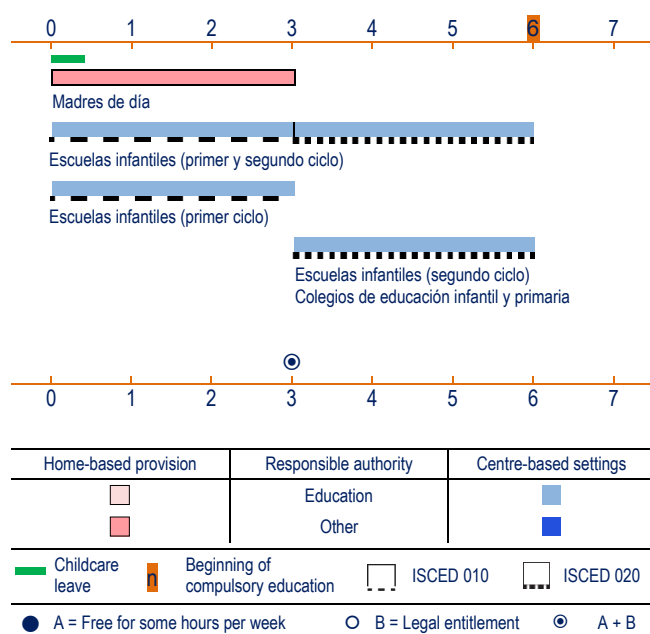 0 1 2 3 4 5 6 7
Madres de día
Escuelas infantiles (primer y segundo ciclo)
Escuelas infantiles (primer ciclo)
Escuelas infantiles (segundo ciclo)
Colegios de educación infantil y primaria
0 1 2 3 4 5 6 7
Home-based provision Responsible authority Centre-based settings
Education
Other
Childcare
leave
n
Beginning of
compulsory education
ISCED 010
ISCED 020
A = Free for some hours per week B = Legal entitlement A + B